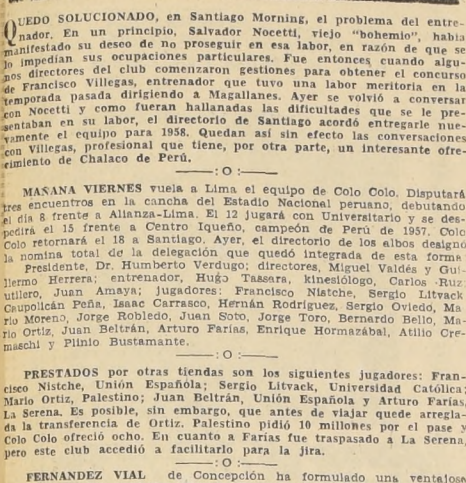 QUEDO SOLUCIONADO, en Santiago Morning, el problema del entre-
nador. En un principio, Salvador Nocetti, viejo "bohemio", había
manifestado su deseo de no proseguir en esa labor, en razón de que se
lo impedían sus ocupaciones particulares. Fue entonces cuando algu-
nos directores del club comenzaron gestiones para obtener el concurso
de Francisco Villegas, entrenador que tuvo una labor meritoria en la
temporada pasada dirigiendo a Magallanes. Ayer se volvió a conversar
con Nocetti y como fueran hallanadas las dificultades que se le pre-
sentaban en su labor, el directorio de Santiago acordó entregarle nue-
vamente el equipo para 1958. Quedan así sin efecto las conversaciones
con Villegas, profesional que tiene, por otra parte, un interesante ofre-
cimiento de Chalaco de Perú.
—:O:—
MAÑANA VIERNES vuela a Lima el equipo de Colo Colo. Disputará
tres encuentros en la cancha del Estadio Nacional peruano, debutando
el día 8 frente a Alianza-Lima. El 12 jugará con Universitario y se des-
pedirá el 15 frente a Centro Iqueño, campeón de Perú de 1957. Colo
Colo retornará el 18 a Santiago. Ayer, el directorio de los albos designó
la nomina total de la delegación que quedó integrada de esta forma
Presidente, Dr. Humberto Verdugo; directores, Miguel Valdés y Gui-
llermo Herrera; entrenador, Hugo Tassara, kinesiólogo, Carlos Ruz;
utilero, Juan Amaya; jugadores: Francisco Nistche, Sergio Litvack
Caupolicán Peña, Isaac Carrasco, Hernán Rodríguez, Sergio Oviedo, Ma
rio Moreno, Jorge Robledo, Juan Soto, Jorge Toro, Bernardo Bello, Ma-
rio Ortiz, Juan Beltrán, Arturo Farías, Enrique Hormazábal, Atilio Cre-
maschi y Plinio Bustamante.
—:O:—
PRESTADOS por otras tiendas son los siguientes jugadores: Fran-
cisco Nistche, Unión Española; Sergio Litvack, Universidad Católica;
Mario Ortiz, Palestino; Juan Beltrán, Unión Española y Arturo Farías,
La Serena. Es posible, sin embargo, que antes de viajar quede arregla-
da la transferencia de Ortiz. Palestino pidió 10 millones por el pase y
Colo Colo ofreció ocho. En cuanto a Farías fue traspasado a La Serena,
pero este club accedió a facilitarlo para la jira.
—:O:—
FERNANDEZ VIAL de Concepción ha formulado una ventajosa